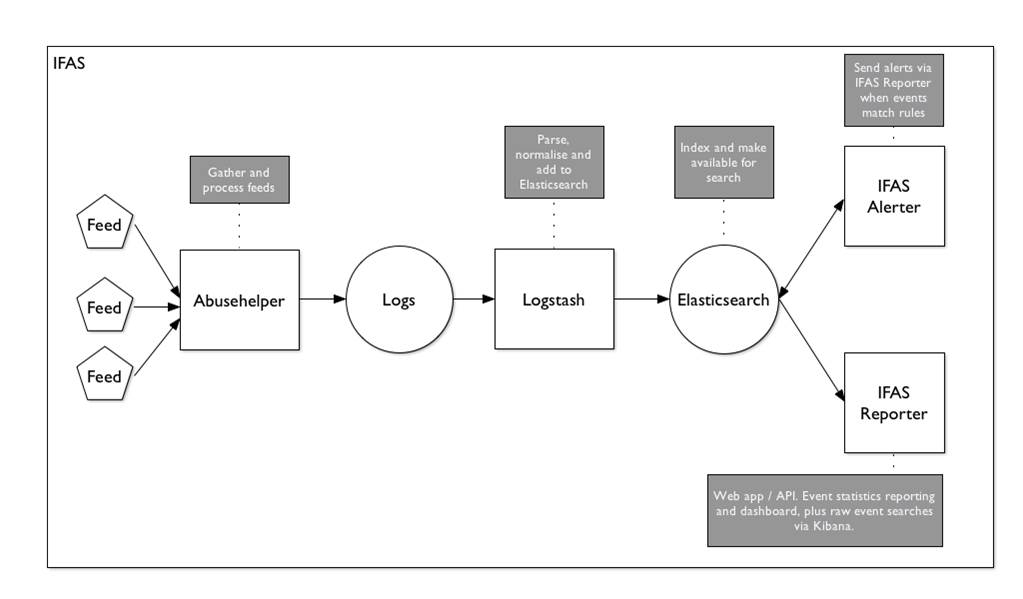 IFAS
Send alerts via
IFAS Reporter
when events
match rules
Parse,
normalise and
add to
Elasticsearch
Index and make
available for
search
Gather and
process feeds
IFAS
Alerter
Feed
Feed
Feed
Abusehelper
Logs
Logstash
Elasticsearch
IFAS
Reporter
Web app / API. Event statistics reporting
and dashboard, plus raw event searches
via Kibana.